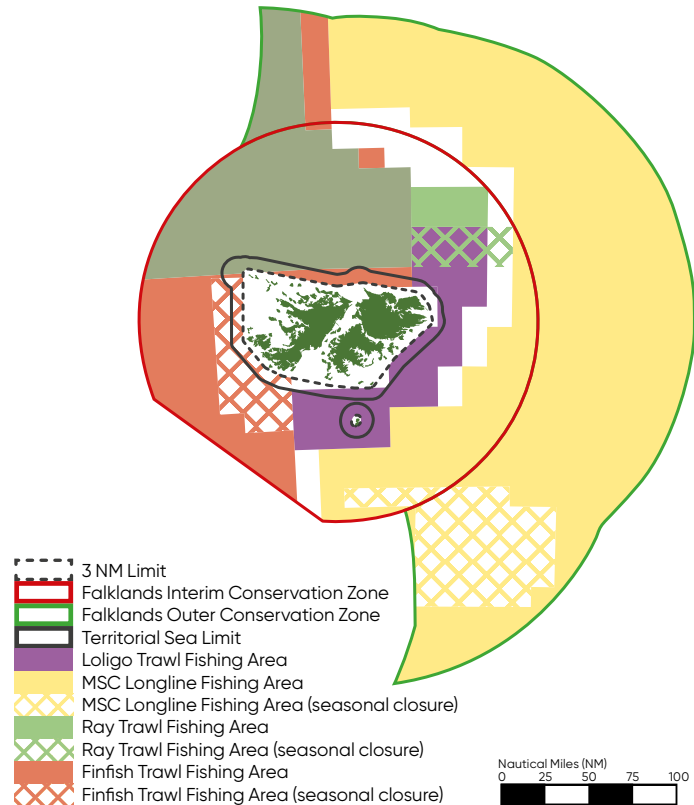 3 NM Limit
Falklands Interim Conservation Zone
Falklands Outer Conservation Zone
Territorial Sea Limit
Loligo Trawl Fishing Area
MSC Longline Fishing Area
MSC Longline Fishing Area (seasonal closure)
Ray Trawl Fishing Area
Ray Trawl Fishing Area (seasonal closure)
Finfish Trawl Fishing Area
Finfish Trawl Fishing Area (seasonal closure)
Nautical Miles (NM)
0 25 50 75 100